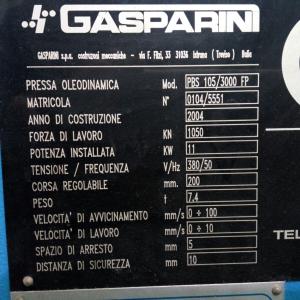 GASPARINI
GASPARINI s.p.a. costruzioni meccaniche - via F. Filzi, 33 31036 Istrana ( Treviso ) Italia
PRESSA OLEODINAMICA Mod. PBS 105/3000 FP
MATRICOLA N° 0104/5551
ANNO DI COSTRUZIONE 2004
FORZA DI LAVORO KN 1050
POTENZA INSTALLATA KW 11
TENSIONE / FREQUENZA V/Hz 380/50
CORSA REGOLABILE mm. 200
PESO t 7.4
VELOCITA' DI AVVICINAMENTO mm/s 0 ÷ 100
VELOCITA' DI LAVORO mm/s 0 ÷ 10
SPAZIO DI ARRESTO mm 5
DISTANZA DI SICUREZZA mm 10
TEL